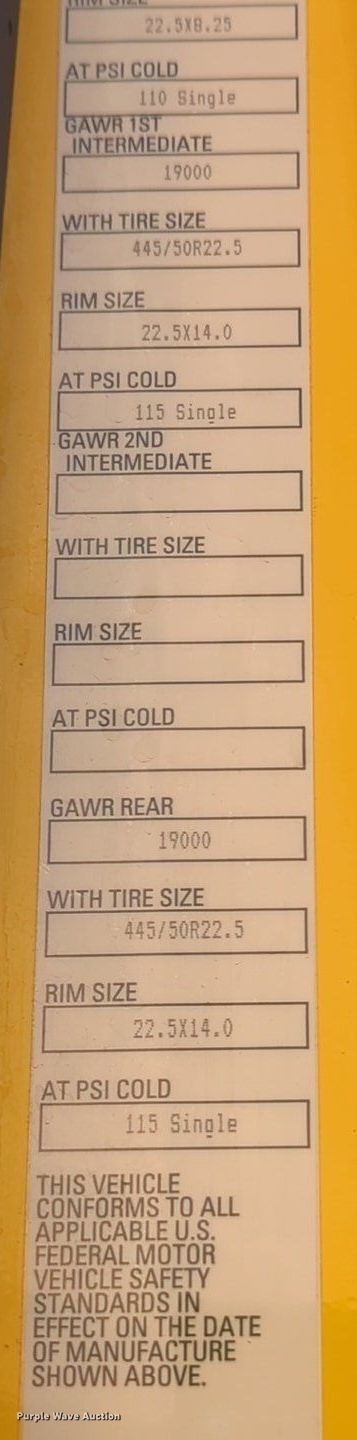 RIM SIZE
22.5X8.25
AT PSI COLD
110 Single
GAWR 1ST
INTERMEDIATE
19000
WITH TIRE SIZE
445/50R22.5
RIM SIZE
22.5X14.0
AT PSI COLD
115 Single
GAWR 2ND
INTERMEDIATE
WITH TIRE SIZE
RIM SIZE
AT PSI COLD
GAWR REAR
19000
WITH TIRE SIZE
445/50R22.5
RIM SIZE
22.5X14.0
AT PSI COLD
115 Single
THIS VEHICLE
CONFORMS TO ALL
APPLICABLE U.S.
FEDERAL MOTOR
VEHICLE SAFETY
STANDARDS IN
EFFECT ON THE DATE
OF MANUFACTURE
SHOWN ABOVE.
Purple Wave Auction